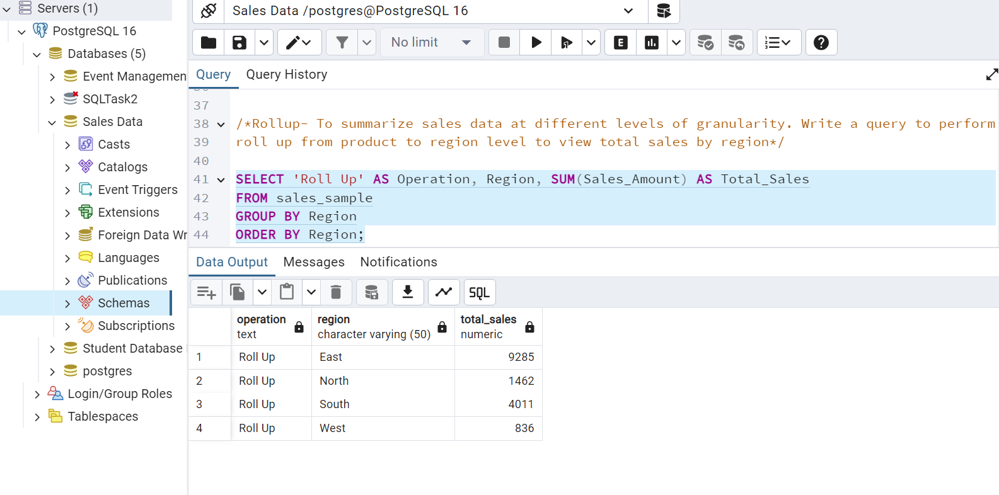 Servers (1)
PostgreSQL 16
Databases (5)
Event Managemen
SQLTask2
Sales Data
Casts
Catalogs
Event Triggers
Extensions
Foreign Data Wr
Languages
Publications
Schemas
Subscriptions
Student Database
postgres
Login/Group Roles
Tablespaces
Sales Data /postgres@PostgreSQL 16
No limit
E
Query Query History
37
38 /*Rollup- To summarize sales data at different levels of granularity. Write a query to perform
39 roll up from product to region level to view total sales by region*/
40
41 SELECT 'Roll Up' AS Operation, Region, SUM(Sales_Amount) AS Total_Sales
42 FROM sales_sample
43 GROUP BY Region
44 ORDER BY Region;
Data Output Messages Notifications
SQL
operation region total_sales
text character varying (50) numeric
1 Roll Up East 9285
2 Roll Up North 1462
3 Roll Up South 4011
4 Roll Up West 836